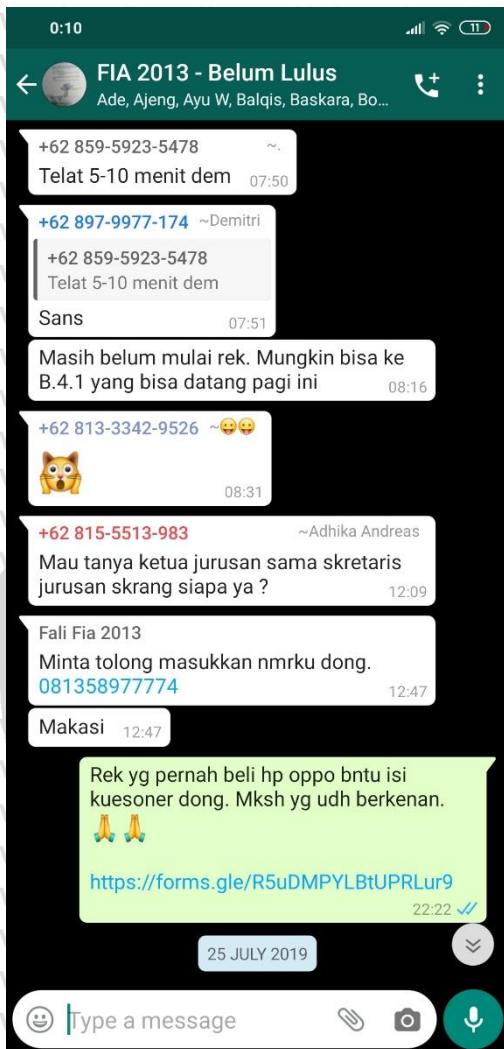 0:10
11
FIA 2013 - Belum Lulus
Ade, Ajeng, Ayu W, Balqis, Baskara, Bo...
+62 859-5923-5478 ~.
Telat 5-10 menit dem 07:50
+62 897-9977-174 ~Demitri
+62 859-5923-5478
Telat 5-10 menit dem
Sans 07:51
Masih belum mulai rek. Mungkin bisa ke
B.4.1 yang bisa datang pagi ini 08:16
+62 813-3342-9526 ~😛😛
🙀
08:31
+62 815-5513-983 ~Adhika Andreas
Mau tanya ketua jurusan sama skretaris
jurusan skrang siapa ya ? 12:09
Fali Fia 2013
Minta tolong masukkan nmrku dong.
081358977774 12:47
Makasi 12:47
Rek yg pernah beli hp oppo bntu isi
kuesoner dong. Mksh yg udh berkenan.
🙏 🙏
https://forms.gle/R5uDMPYLBtUPRLur9
22:22
25 JULY 2019
Type a message